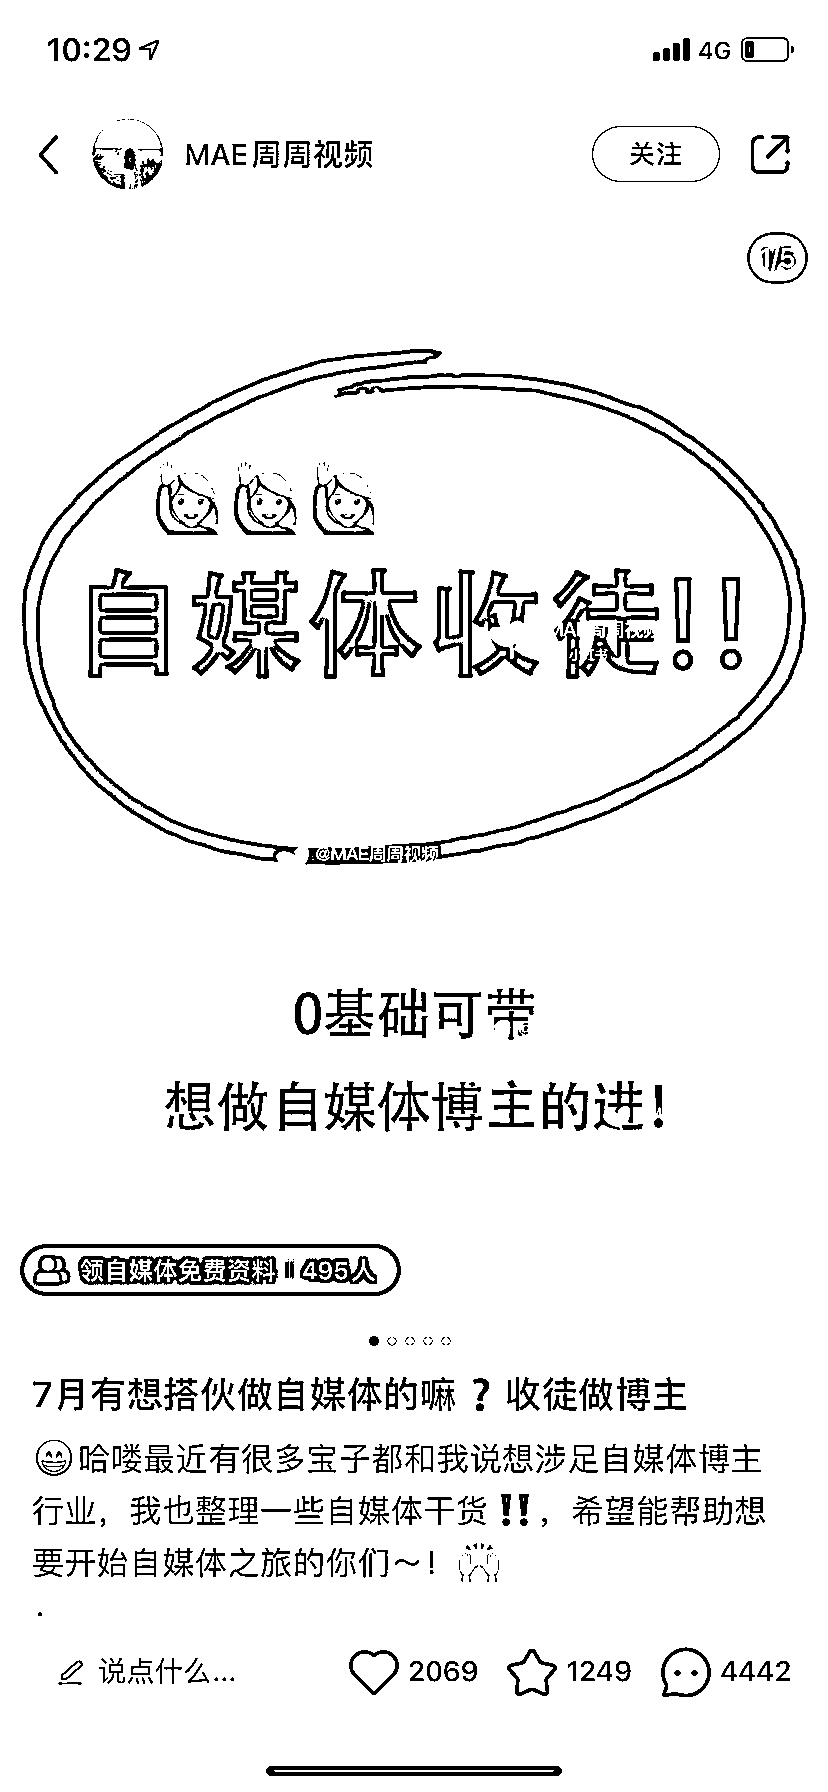 10:29
4G
MAE周周视频
关注
1/5
自媒体收徒!!
@MAE周周视频
0基础可带
想做自媒体博主的进!
领自媒体免费资料 495人
7月有想搭伙做自媒体的嘛❓收徒做博主
😁哈喽最近有很多宝子都和我说想涉足自媒体博主
行业，我也整理一些自媒体干货‼️，希望能帮助想
要开始自媒体之旅的你们～！🙌
.
说点什么...
2069
1249
4442